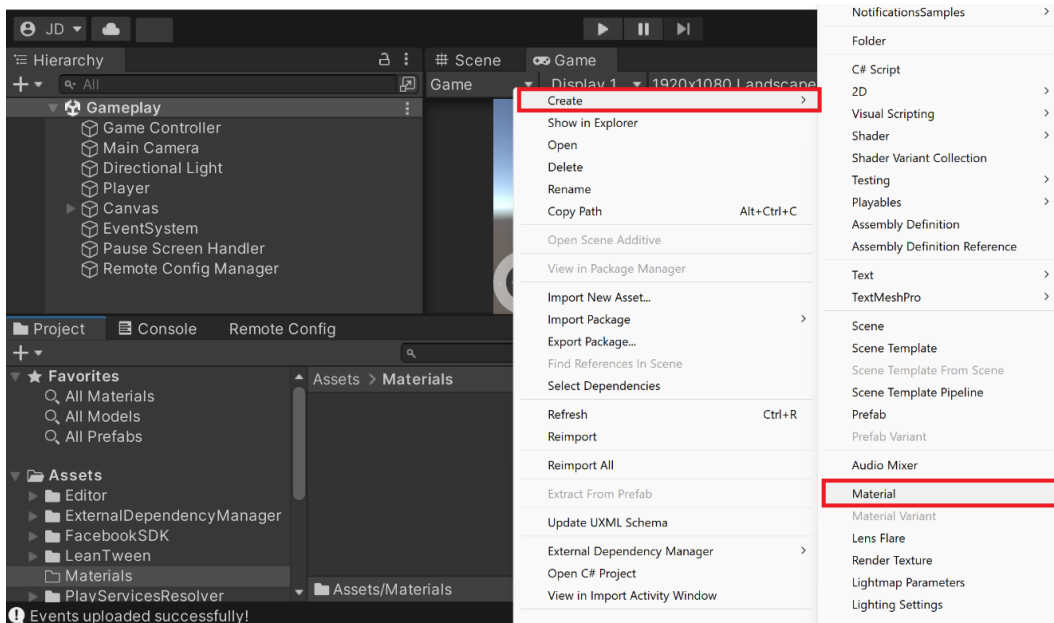 JD
Hierarchy
All
Gameplay
Game Controller
Main Camera
Directional Light
Player
Canvas
EventSystem
Pause Screen Handler
Remote Config Manager
Scene
Game
Game
Display 1
1920x1080 Landscape
Project
Console
Remote Config
Favorites
All Materials
All Models
All Prefabs
Assets
Editor
ExternalDependencyManager
FacebookSDK
LeanTween
Materials
PlayServicesResolver
Assets > Materials
Assets/Materials
Events uploaded successfully!
Create
Show in Explorer
Open
Delete
Rename
Copy Path Alt+Ctrl+C
Open Scene Additive
View in Package Manager
Import New Asset...
Import Package
Export Package...
Find References In Scene
Select Dependencies
Refresh Ctrl+R
Reimport
Reimport All
Extract From Prefab
Update UXML Schema
External Dependency Manager
Open C# Project
View in Import Activity Window
NotificationsSamples
Folder
C# Script
2D
Visual Scripting
Shader
Shader Variant Collection
Testing
Playables
Assembly Definition
Assembly Definition Reference
Text
TextMeshPro
Scene
Scene Template
Scene Template From Scene
Scene Template Pipeline
Prefab
Prefab Variant
Audio Mixer
Material
Material Variant
Lens Flare
Render Texture
Lightmap Parameters
Lighting Settings